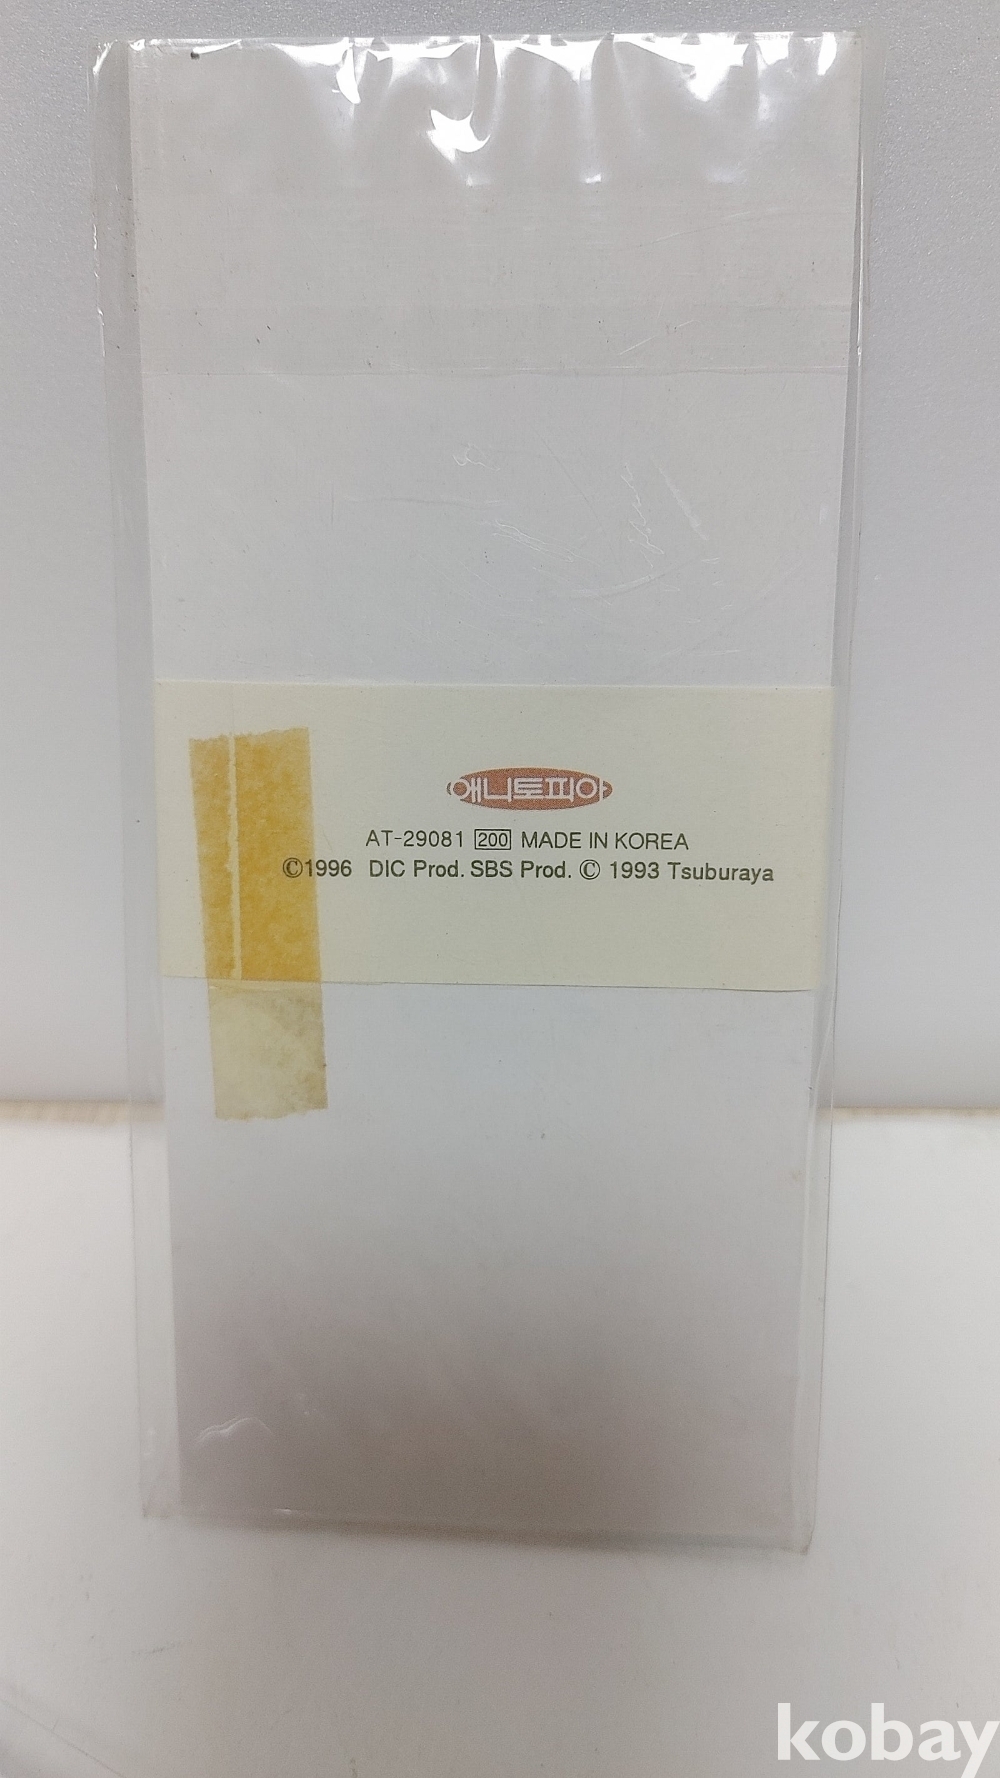 애니토피아
AT-29081 200 MADE IN KOREA
©1996 DIC Prod. SBS Prod. © 1993 Tsuburaya
kobay